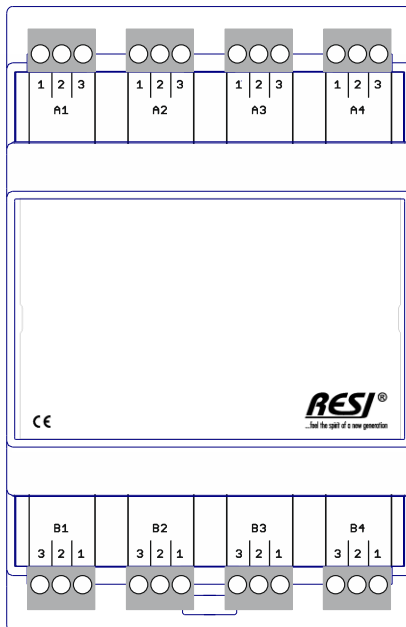 1 2 3 1 2 3 1 2 3 1 2 3
A1 A2 A3 A4
RESI®
...feel the spirit of a new generation
CE
B1 B2 B3 B4
3 2 1 3 2 1 3 2 1 3 2 1